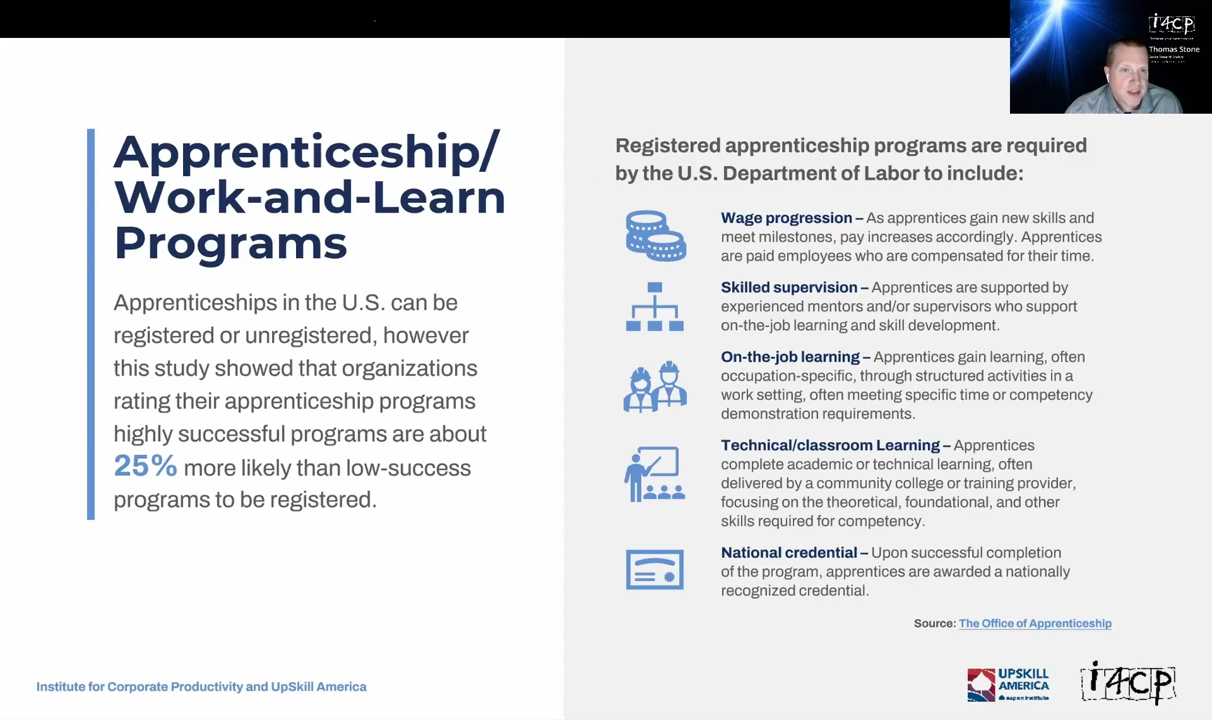 i4cp
Thomas Stone
Apprenticeship/
Work-and-Learn
Programs
Apprenticeships in the U.S. can be
registered or unregistered, however
this study showed that organizations
rating their apprenticeship programs
highly successful programs are about
25% more likely than low-success
programs to be registered.
Registered apprenticeship programs are required
by the U.S. Department of Labor to include:
Wage progression – As apprentices gain new skills and
meet milestones, pay increases accordingly. Apprentices
are paid employees who are compensated for their time.
Skilled supervision – Apprentices are supported by
experienced mentors and/or supervisors who support
on-the-job learning and skill development.
On-the-job learning – Apprentices gain learning, often
occupation-specific, through structured activities in a
work setting, often meeting specific time or competency
demonstration requirements.
Technical/classroom Learning – Apprentices
complete academic or technical learning, often
delivered by a community college or training provider,
focusing on the theoretical, foundational, and other
skills required for competency.
National credential – Upon successful completion
of the program, apprentices are awarded a nationally
recognized credential.
Source: The Office of Apprenticeship
Institute for Corporate Productivity and UpSkill America
UPSKILL
AMERICA
aspen institute
i4cp